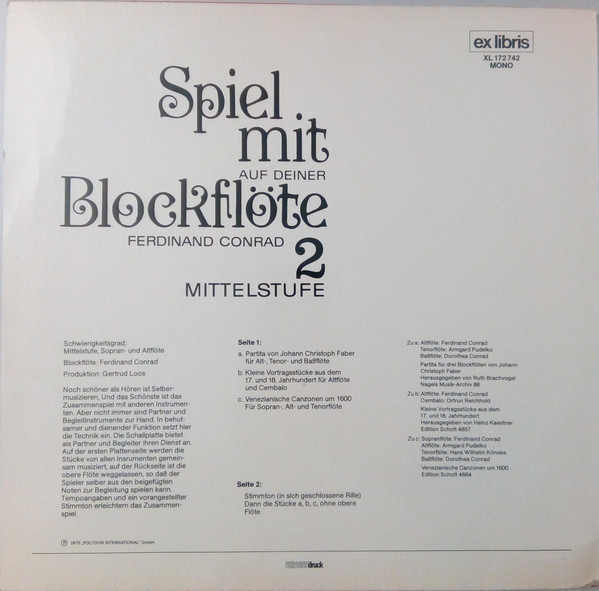 ex libris
XL 172 742
MONO
Spiel
mit
AUF DEINER
Blockflöte
FERDINAND CONRAD
2
MITTELSTUFE
Schwierigkeitsgrad:
Mittelstufe, Sopran- und Altflöte
Blockflöte: Ferdinand Conrad
Produktion: Gertrud Loos
Noch schöner als Hören ist Selber-
musizieren, Und das Schönste ist das
Zusammenspiel mit anderen Instrumen-
ten. Aber nicht immer sind Partner und
Begleitinstrumente zur Hand. In behut-
samer und dienender Funktion setzt hier
die Technik ein. Die Schallplatte bietet
als Partner und Begleiter ihren Dienst an.
Auf der ersten Plattenseite werden die
Stücke von allen Insrumenten gemein-
sam musiziert, auf der Rückseite ist die
obere Flöte weggelassen, so daß der
Spieler selber aus den beigefügten
Noten zur Begleitung spielen kann.
Tempoangaben und ein vorangestellter
Stimmton erleichtern das Zusammen-
spiel.
Seite 1:
a. Partita von Johann Christoph Faber
für Alt-, Tenor- und Baßflöte
b. Kleine Vortragsstücke aus dem
17. und 18. Jahrhundert für Altflöte
und Cembalo
c. Venezianische Canzonen um 1600
Für Sopran-, Alt- und Tenorflöte
Seite 2:
Stimmton (in sich geschlossene Rille)
Dann die Stücke a, b, c, ohne obere
Flöte
Zu a: Altflöte: Ferdinand Conrad
Tenorflöte: Armgard Pudelko
Baßflöte: Dorothea Conrad
Partita für drei Blockflöten von Johann
Christoph Faber
Herausgegeben von Ruth Brachvogel
Nagels Musik-Archiv 88
Zu b: Altflöte: Ferdinand Conrad
Cembalo: Ortrun Reichhold
Kleine Vortragsstücke aus dem
17. und 18. Jahrhundert
Herausgegeben von Heinz Kaestner
Edition Schott 4867
Zu c: Sopranflöte: Ferdinand Conrad
Altflöte: Armgard Pudelko
Tenorflöte: Hans Wilhelm Köneke
Baßflöte: Dorothea Conrad
Venezianische Canzonen um 1600
Edition Schott 4864
Ⓟ 1970 „POLYDOR INTERNATIONAL" GmbH
druck